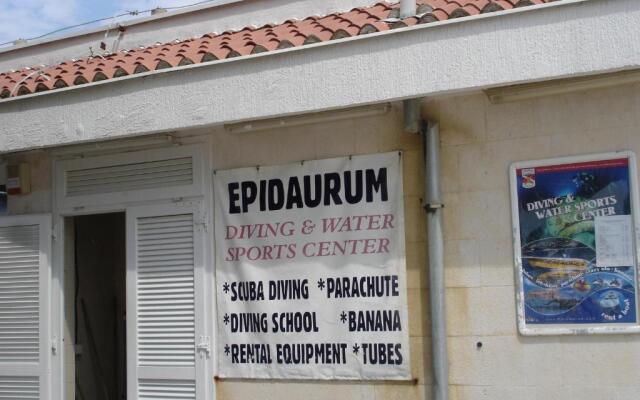 EPIDAURUM
DIVING & WATER
SPORTS CENTER
*SCUBA DIVING *PARACHUTE
*DIVING SCHOOL *BANANA
*RENTAL EQUIPMENT *TUBES
DIVING &
WATER SPORTS
CENTER